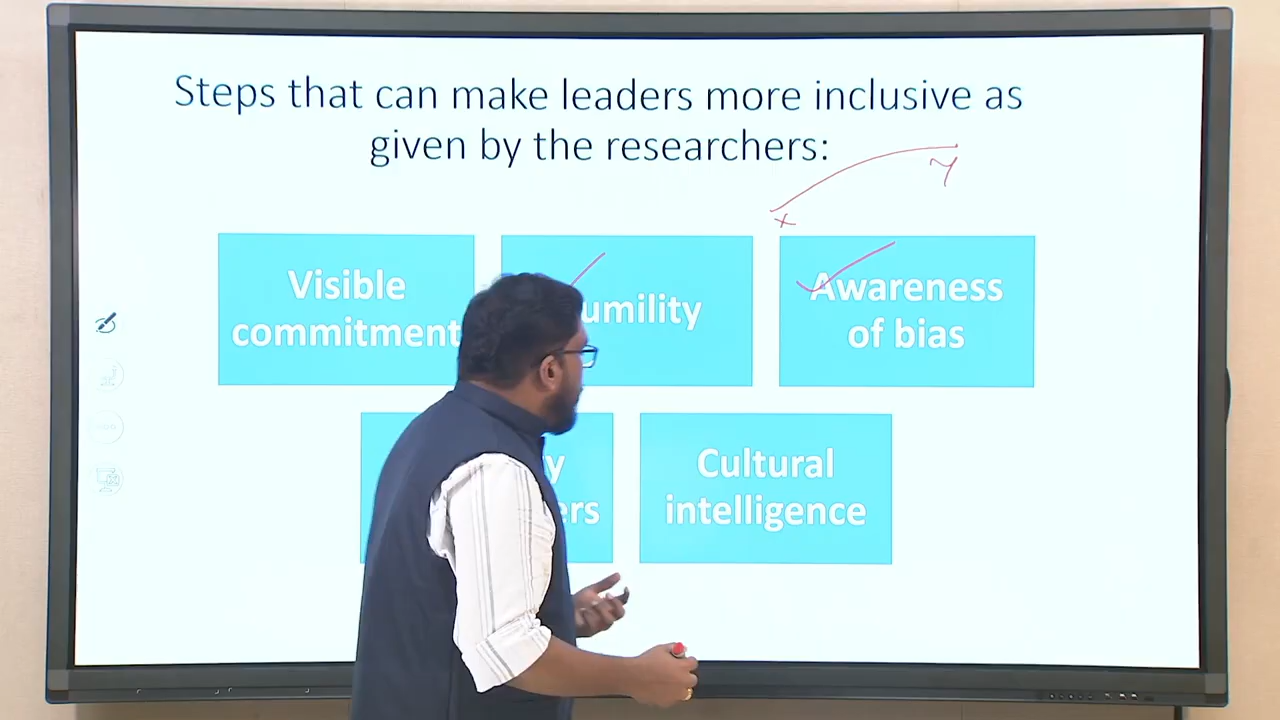 Steps that can make leaders more inclusive as
given by the researchers:
x
y
Visible
commitment
umility
Awareness
of bias
y
ers
Cultural
intelligence